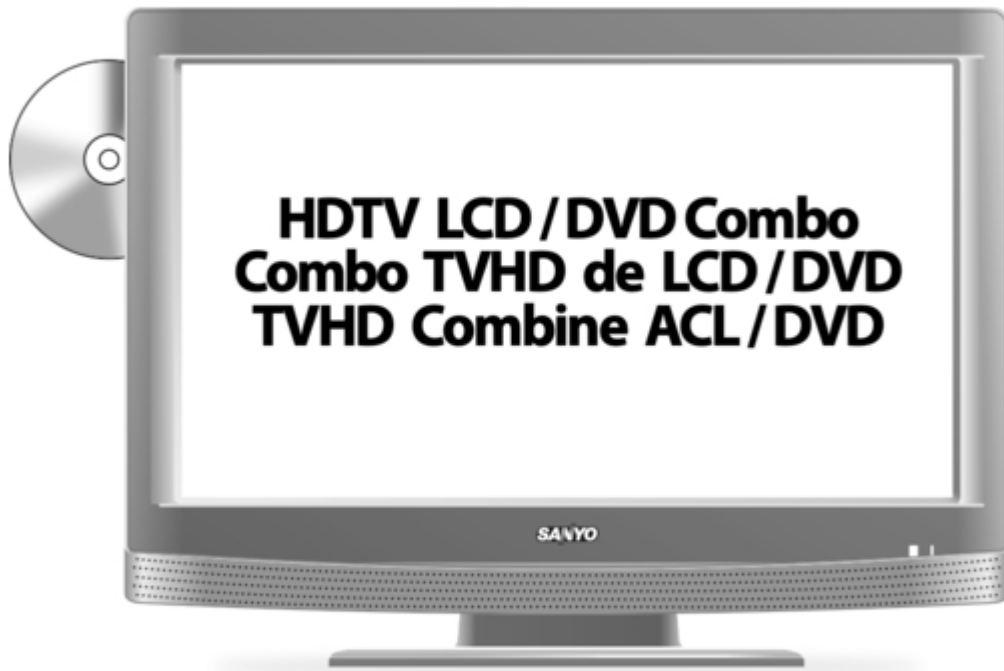 HDTV LCD / DVD Combo
Combo TVHD de LCD / DVD
TVHD Combine ACL / DVD
SANYO